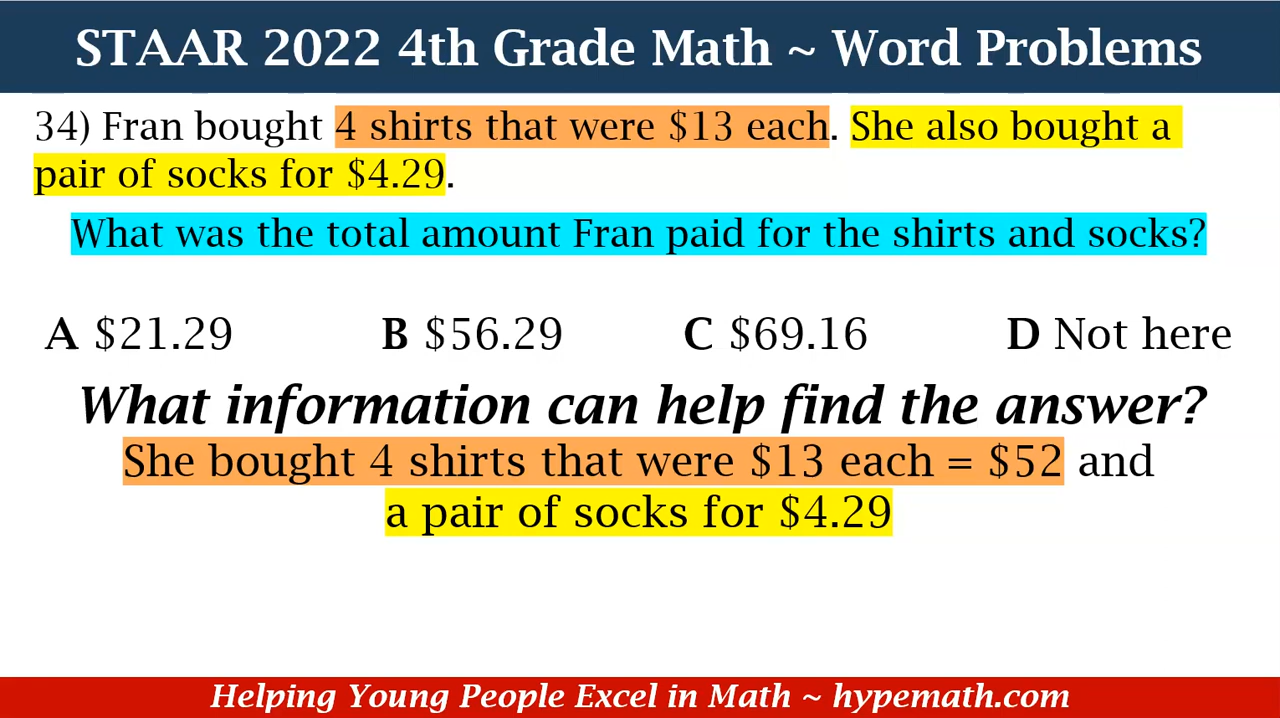 STAAR 2022 4th Grade Math ~ Word Problems
34) Fran bought 4 shirts that were $13 each. She also bought a
pair of socks for $4.29.
What was the total amount Fran paid for the shirts and socks?
A $21.29 B $56.29 C $69.16 D Not here
What information can help find the answer?
She bought 4 shirts that were $13 each = $52 and
a pair of socks for $4.29
Helping Young People Excel in Math ~ hypemath.com